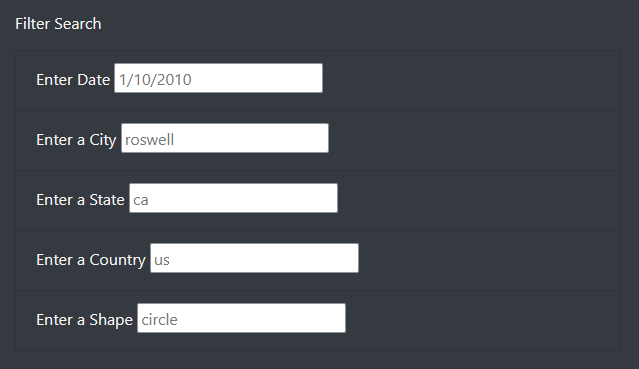 Filter Search
Enter Date 1/10/2010
Enter a City roswell
Enter a State ca
Enter a Country us
Enter a Shape circle